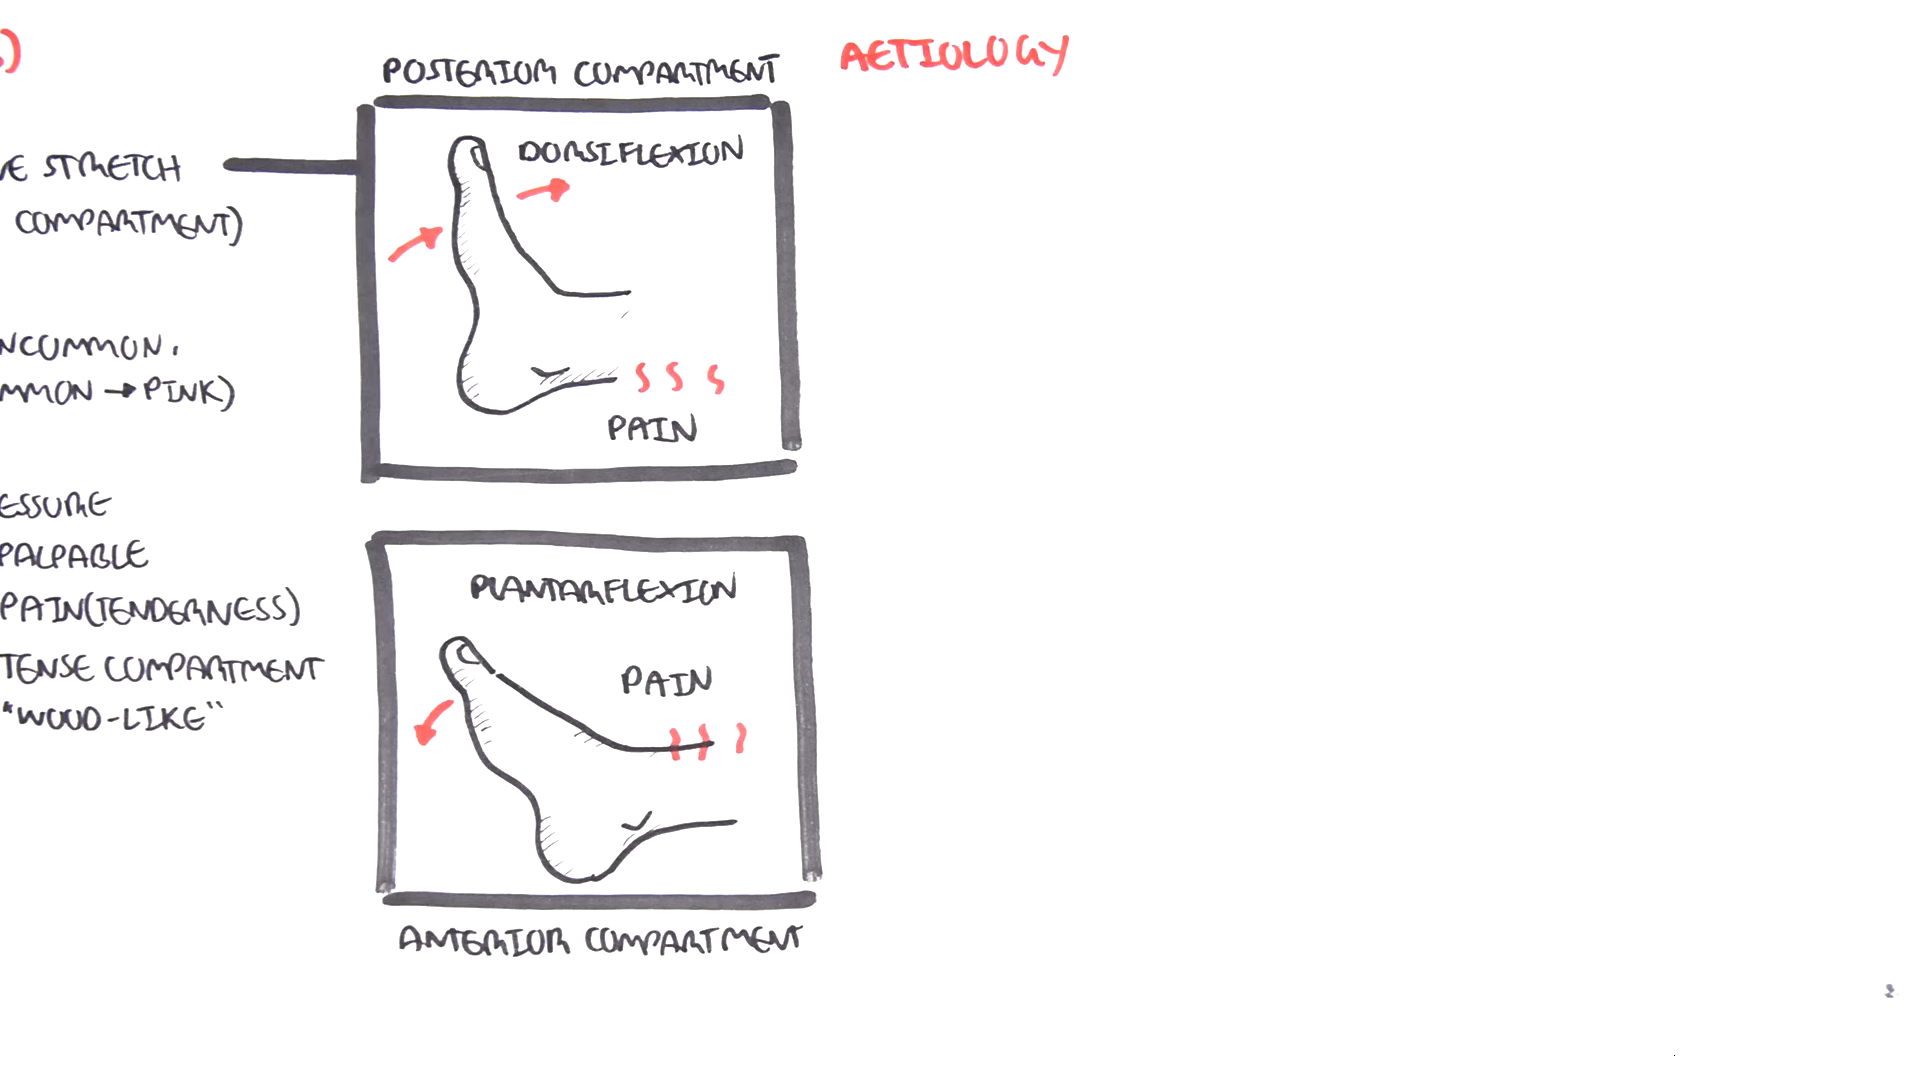 POSTERIOR COMPARTMENT
AETIOLOGY
DORSIFLEXION
STRETCH
COMPARTMENT)
PAIN
→ PINK)
PLANTARFLEXION
PALPABLE
PAIN (TENDERNESS)
TENSE COMPARTMENT
"WOOD-LIKE"
PAIN
ANTERIOR COMPARTMENT